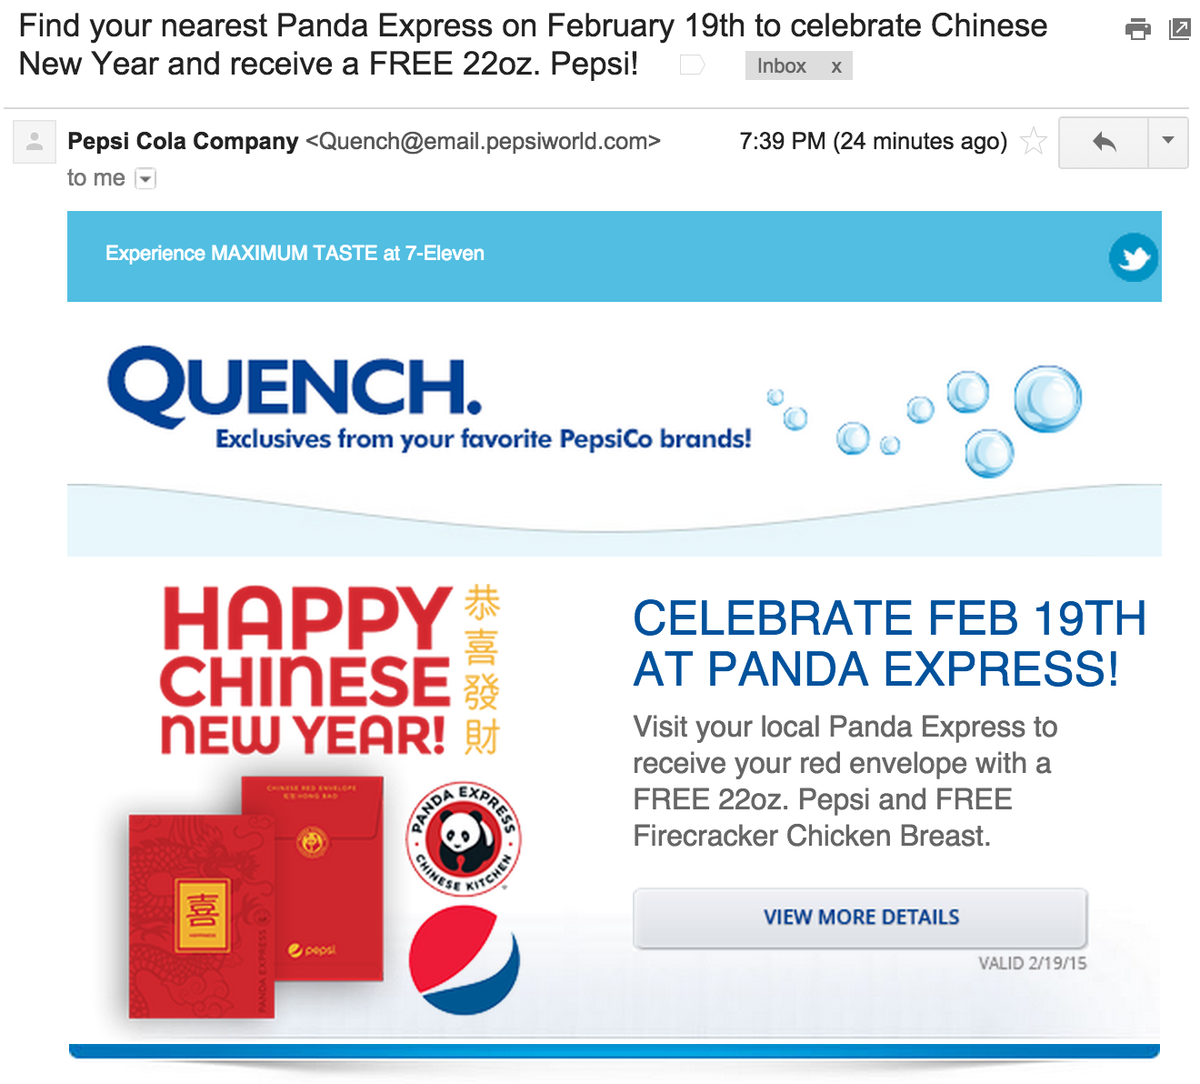 Find your nearest Panda Express on February 19th to celebrate Chinese
New Year and receive a FREE 22oz. Pepsi!
Inbox x
Pepsi Cola Company <Quench@email.pepsiworld.com>
7:39 PM (24 minutes ago)
to me
Experience MAXIMUM TASTE at 7-Eleven
QUENCH.
Exclusives from your favorite PepsiCo brands!
HAPPY
CHINESE
NEW YEAR!
恭喜發財
CELEBRATE FEB 19TH
AT PANDA EXPRESS!
Visit your local Panda Express to
receive your red envelope with a
FREE 22oz. Pepsi and FREE
Firecracker Chicken Breast.
CHINESE RED ENVELOPE
HONG BAO
喜
HAPPINESS
PANDA EXPRESS
pepsi
PANDA EXPRESS
CHINESE KITCHEN
VIEW MORE DETAILS
VALID 2/19/15